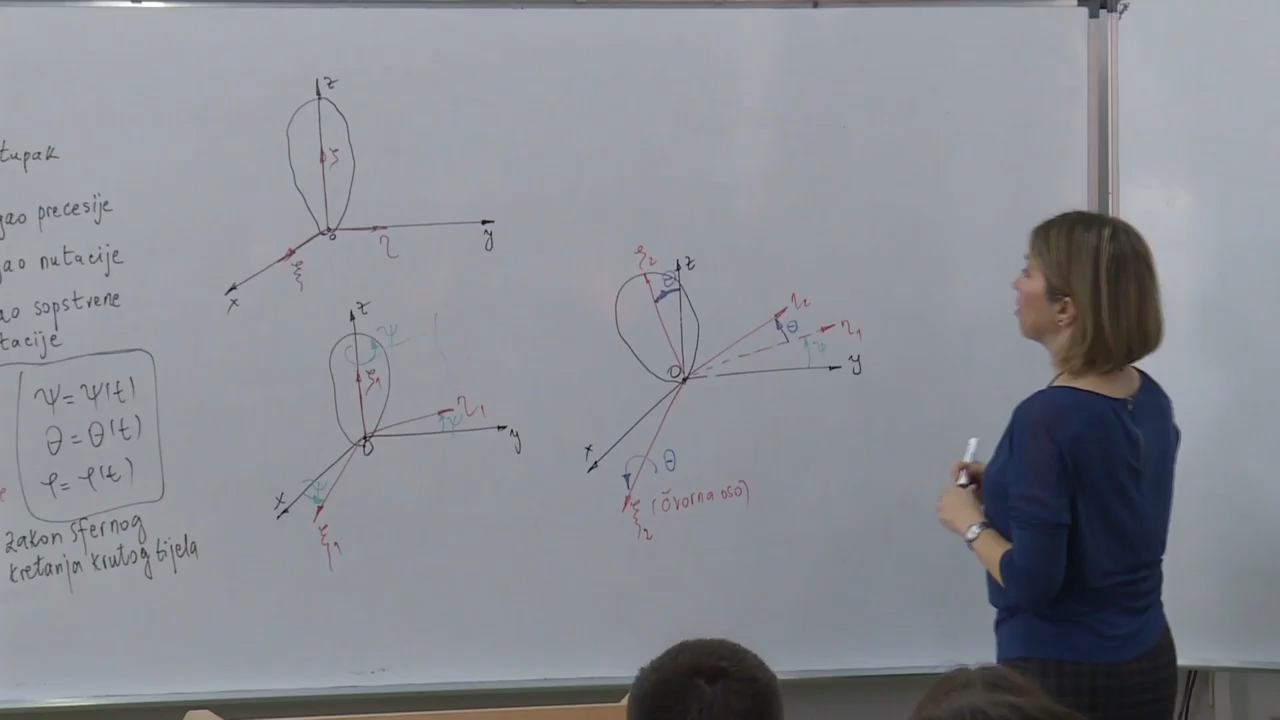 tupak
gao precesije
gao nutacije
ao sopstvene
tacije
ψ = ψ(t)
θ = θ(t)
φ = φ(t)
zakon sfernog
kretanja krutog tijela
z
ζ
o
η
y
ξ
x
z
ψ
ζ1
η1
ψ
O
y
x
ψ
ξ1
ζ2
θ
z
η2
θ
η1
ψ
O
y
x
θ
ξ2 (čvorna osa)